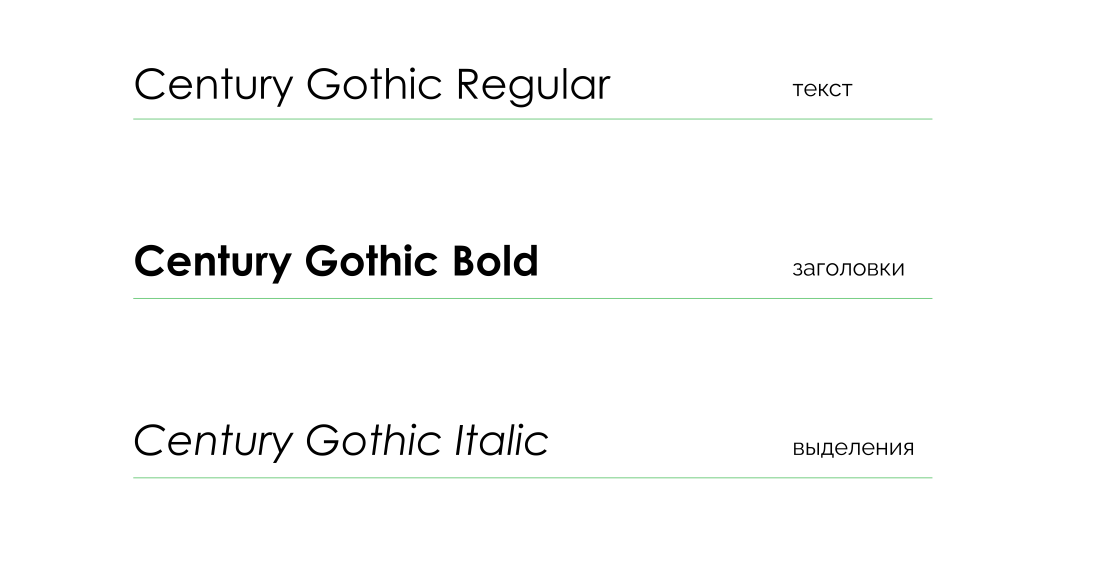 Century Gothic Regular текст
Century Gothic Bold заголовки
Century Gothic Italic выделения